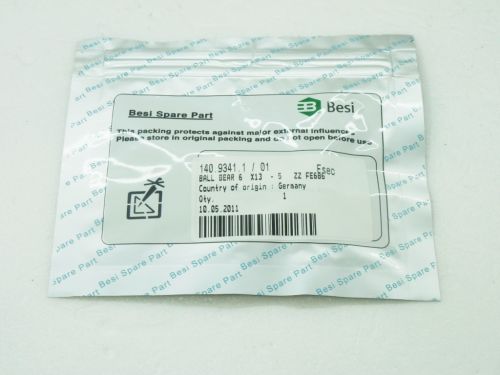 Besi Spare Part
Besi
This packing protects against major external influences
Please store in original packing and do not open before use
140 9341 1 / 01 Esec
BALL GEAR 6 X13 - 5 ZZ FE686
Country of origin : Germany
Qty. 1
10.05.2011